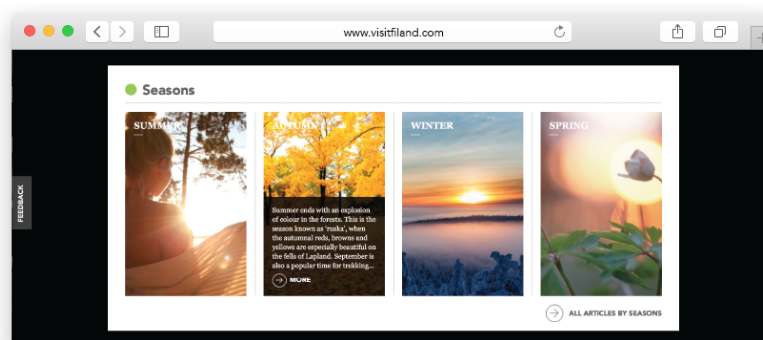 www.visitfiland.com
Seasons
SUMMER
AUTUMN
WINTER
SPRING
Summer ends with an explosion
of colour in the forests. This is the
season known as 'ruska', when
the autumnal reds, browns and
yellows are especially beautiful on
the fells of Lapland. September is
also a popular time for trekking...
MORE
FEEDBACK
ALL ARTICLES BY SEASONS